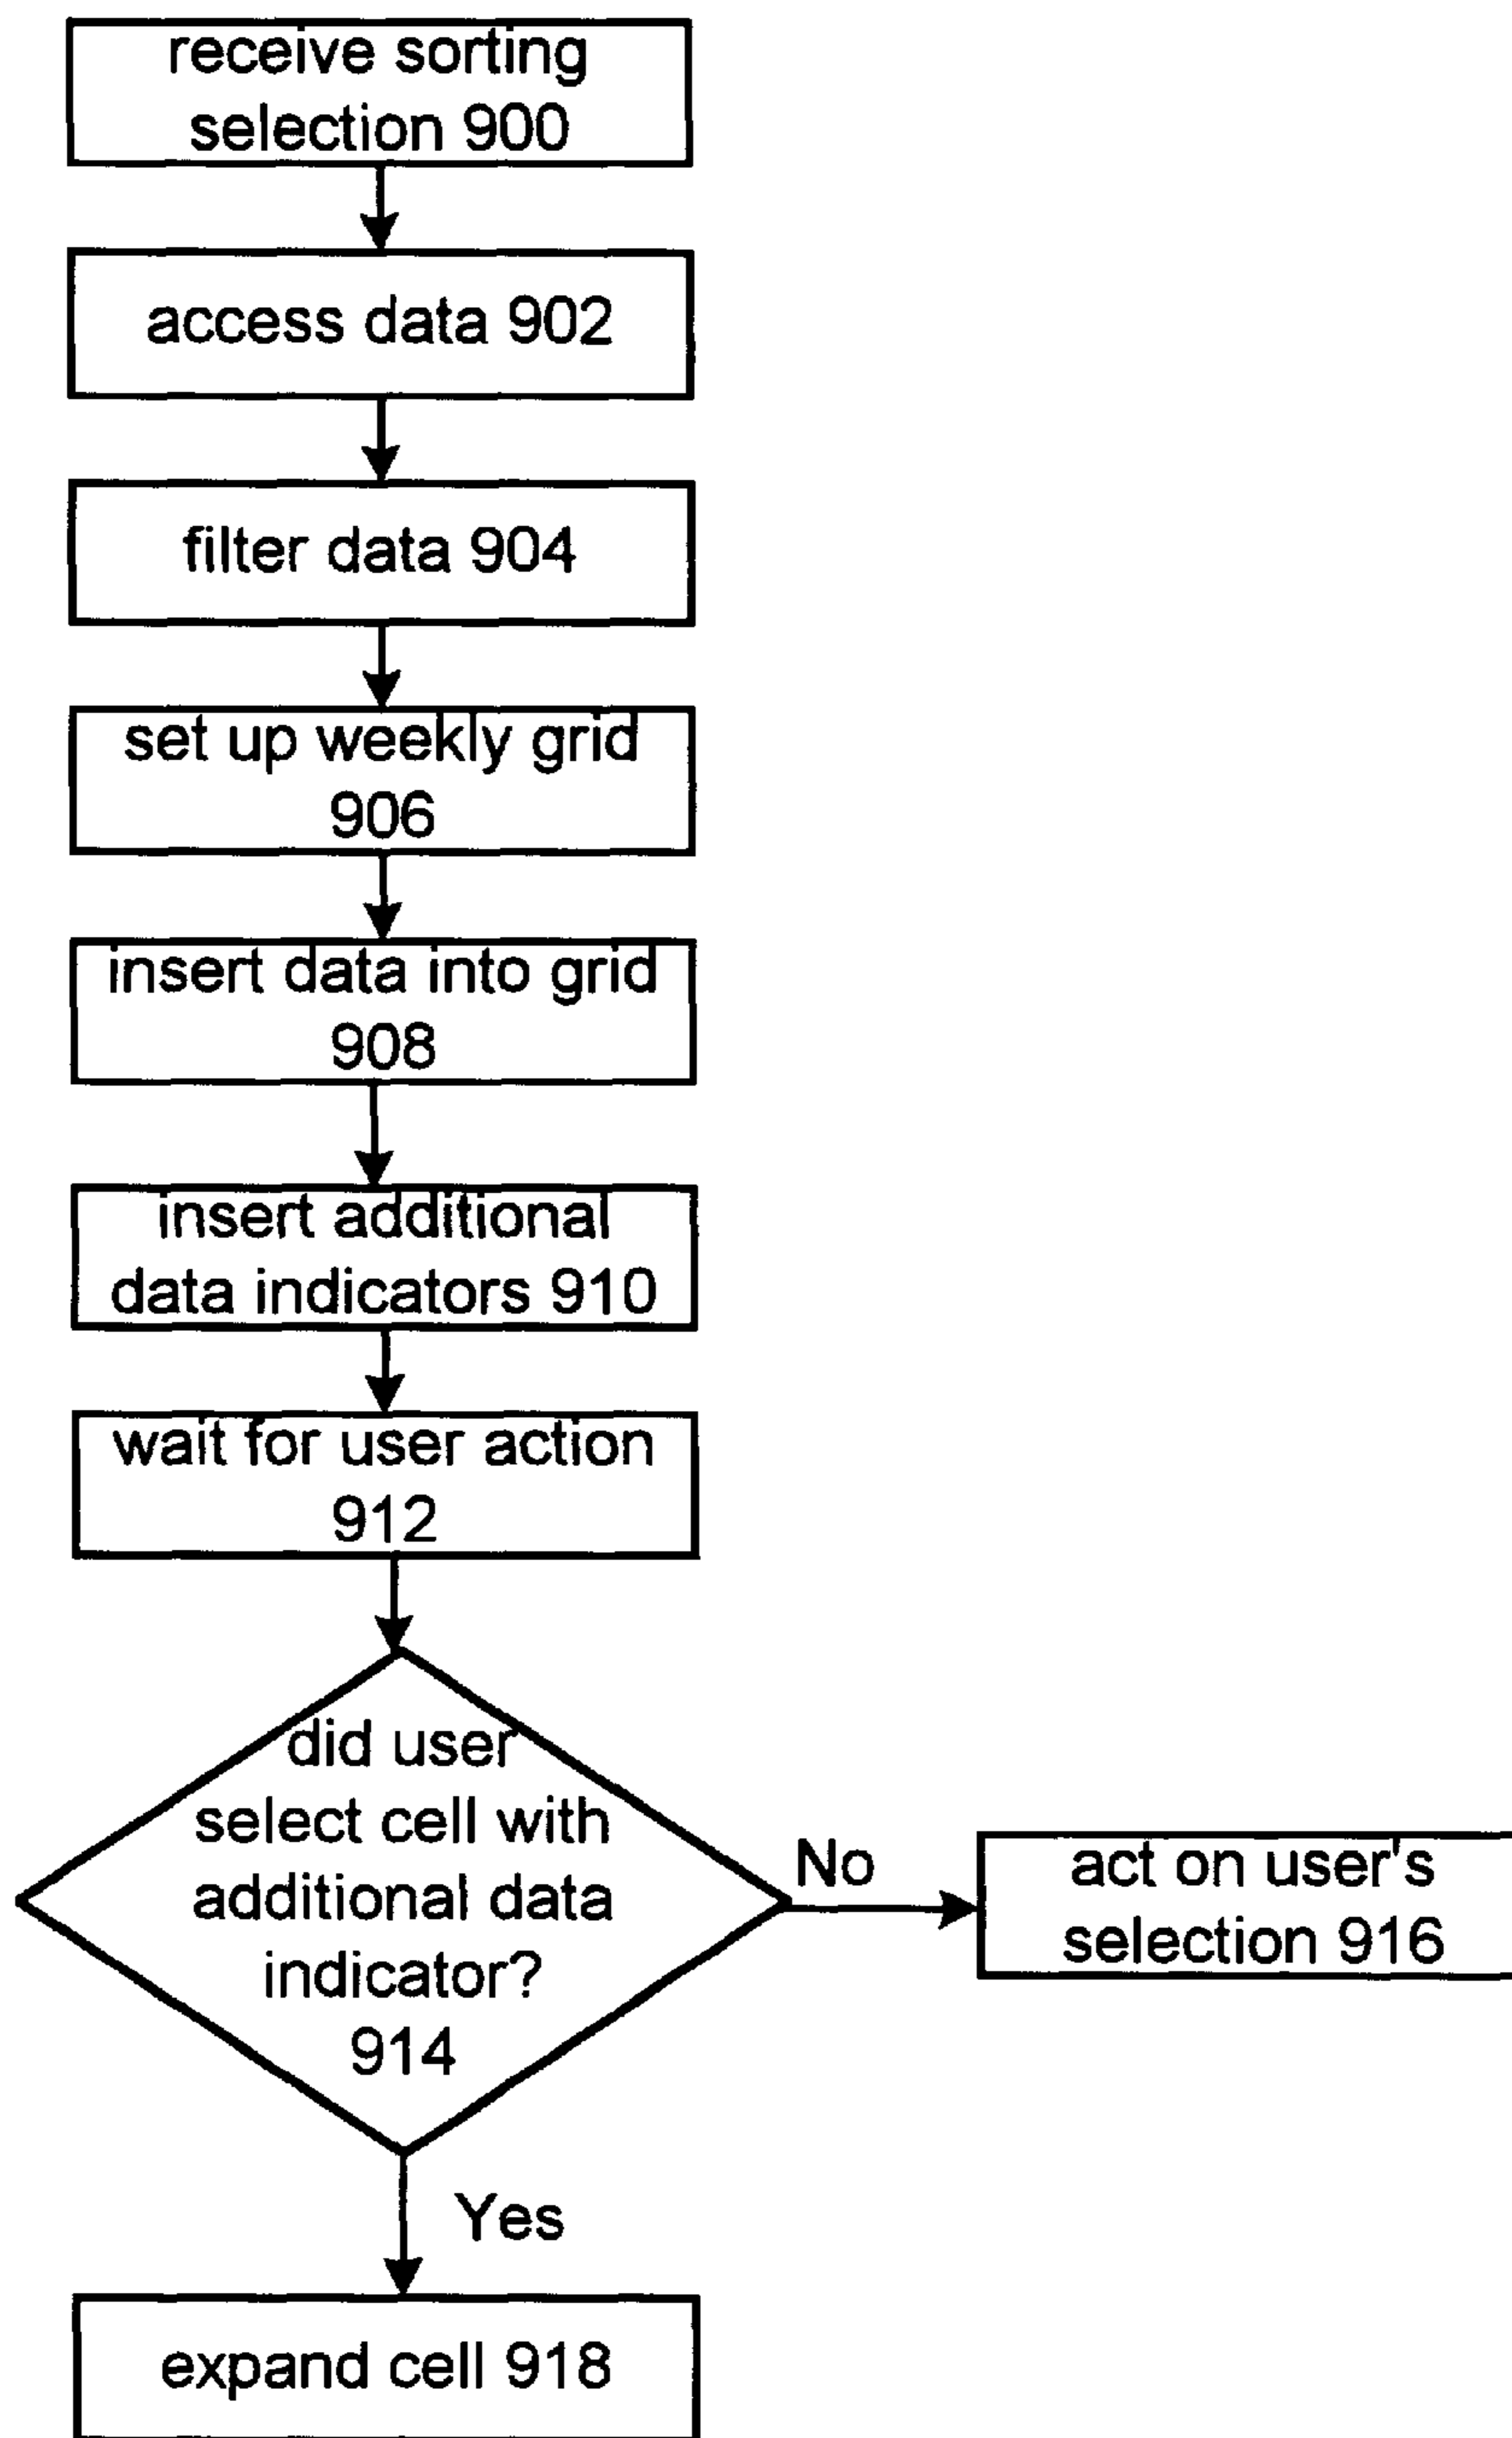 receive sorting
selection 900
access data 902
filter data 904
set up weekly grid
906
insert data into grid
908
insert additional
data indicators 910
wait for user action
912
did user
select cell with
additional data
indicator?
914
No
act on user's
selection 916
Yes
expand cell 918